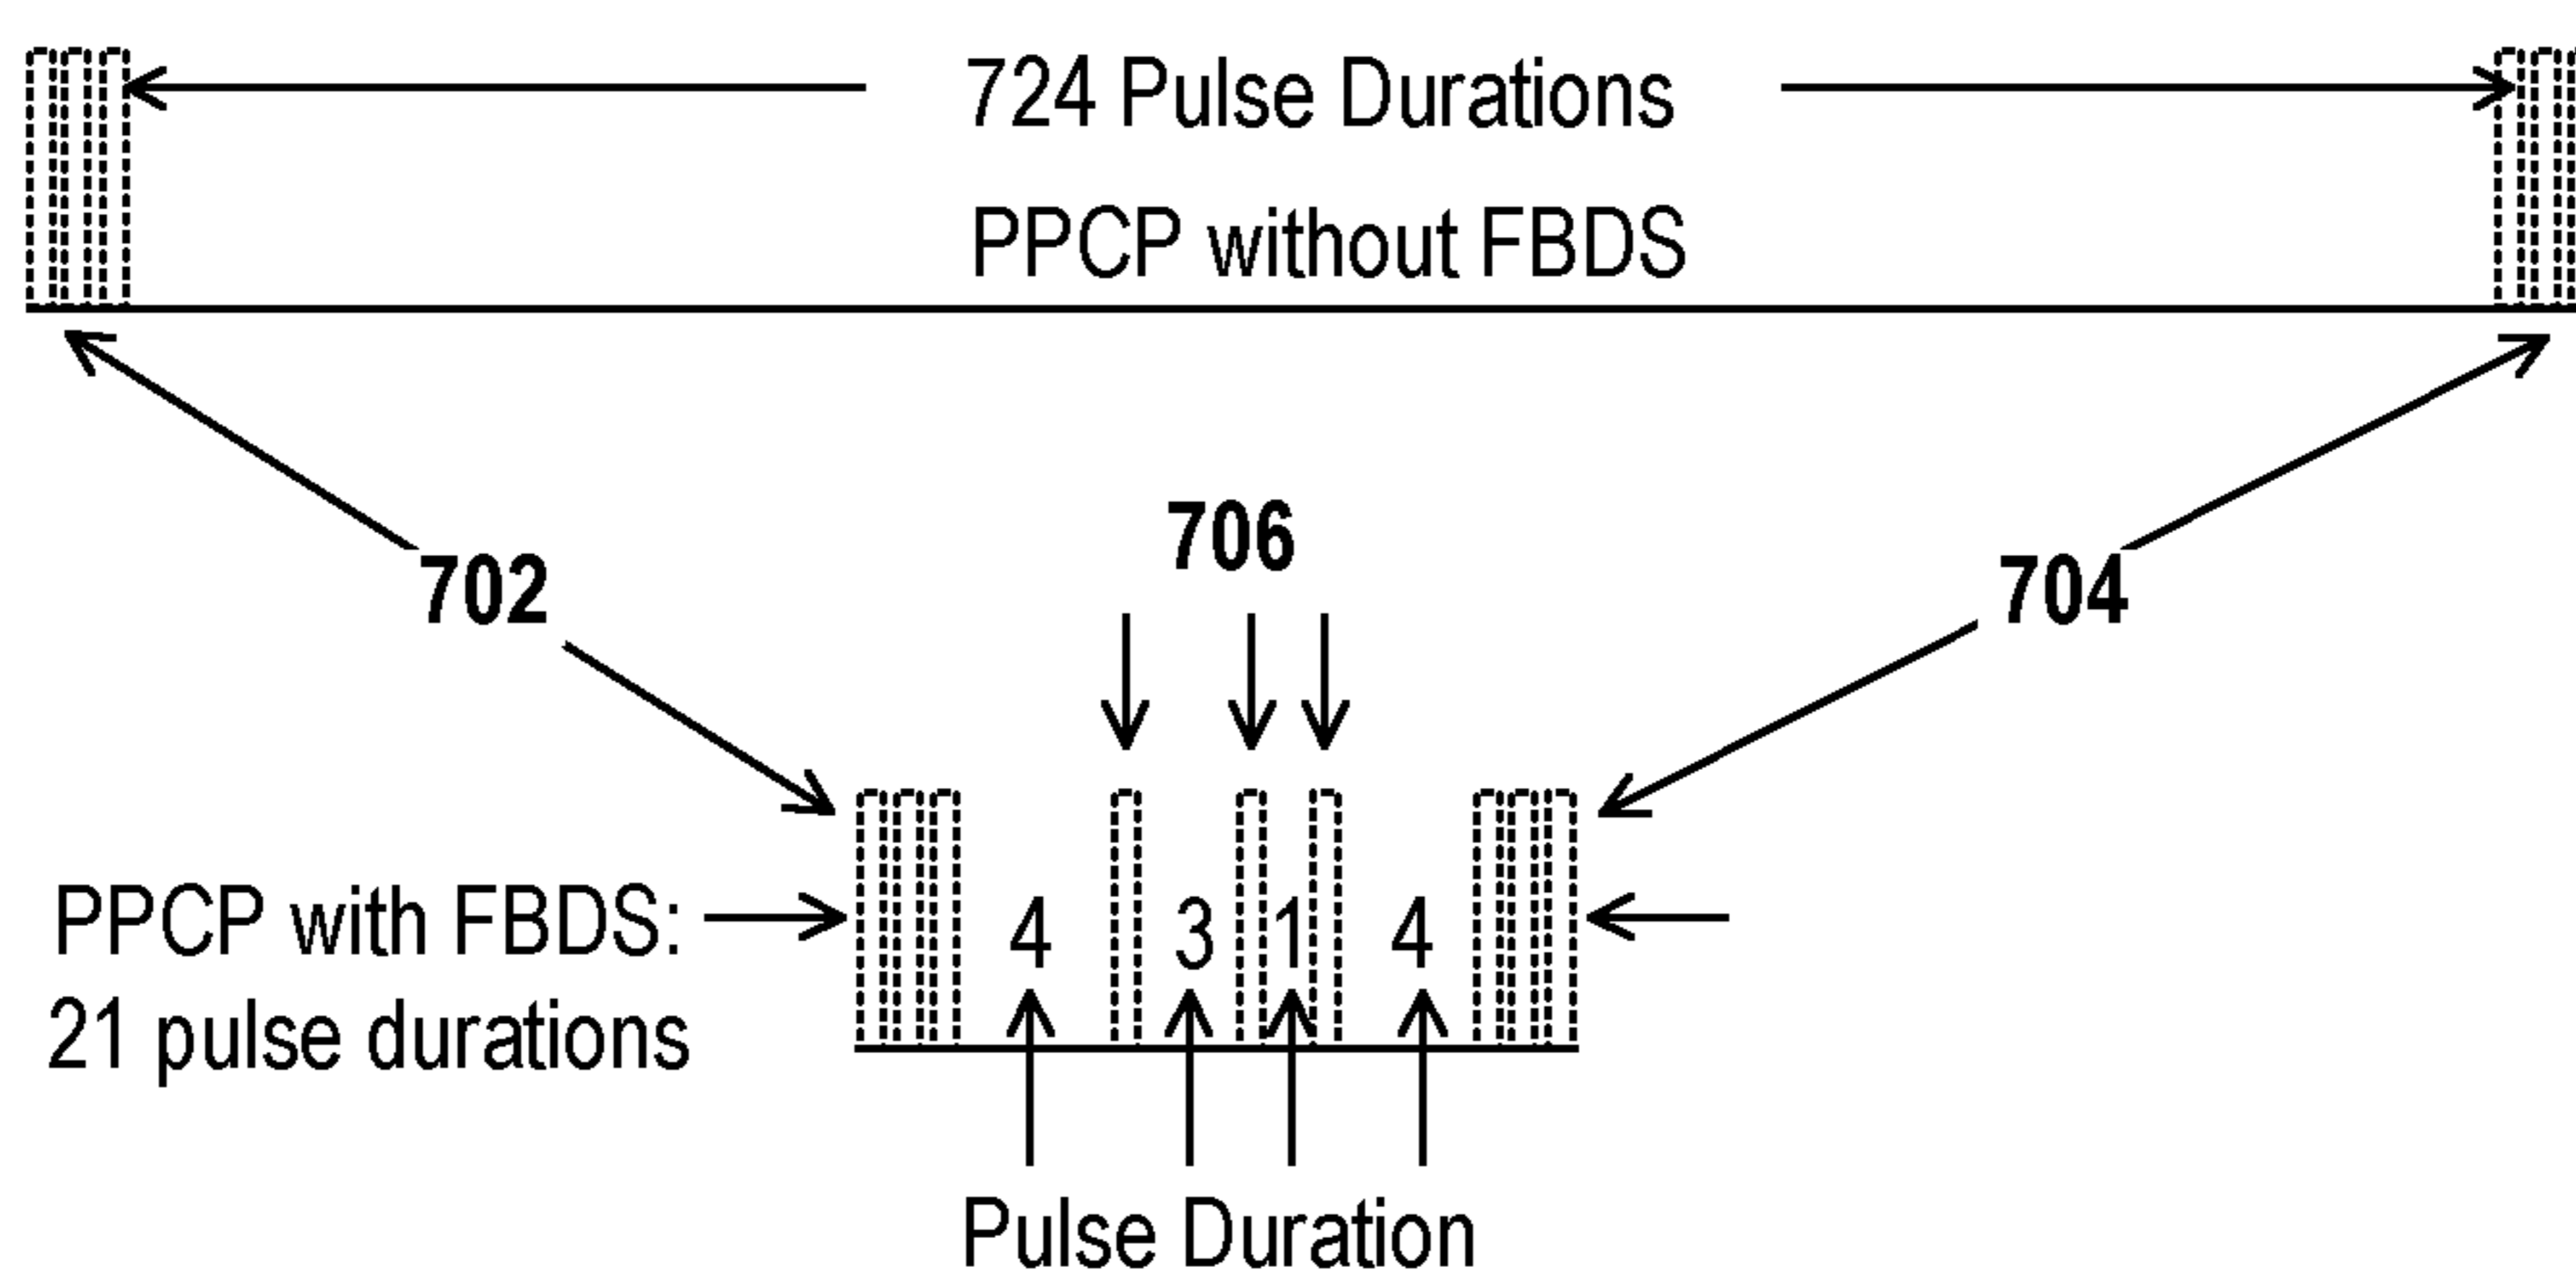 724 Pulse Durations
PPCP without FBDS
706
702
704
PPCP with FBDS:
21 pulse durations
4 3 1 4
Pulse Duration